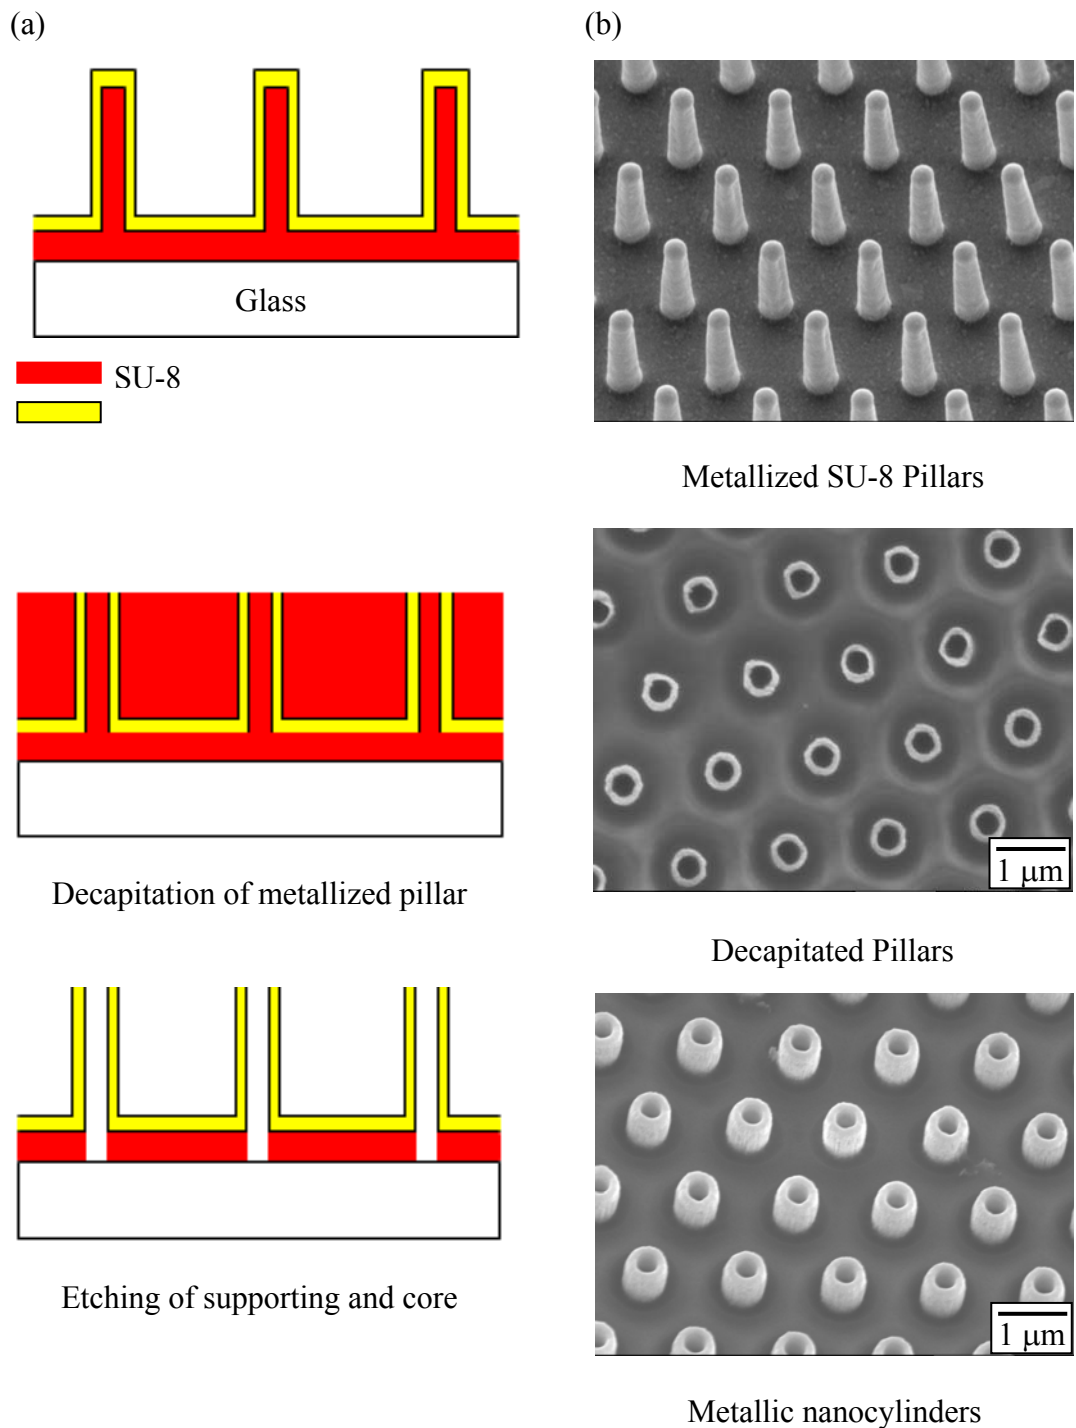 (a)
(b)
Glass
SU-8
Metallized SU-8 Pillars
Decapitation of metallized pillar
1 μm
Decapitated Pillars
Etching of supporting and core
1 μm
Metallic nanocylinders